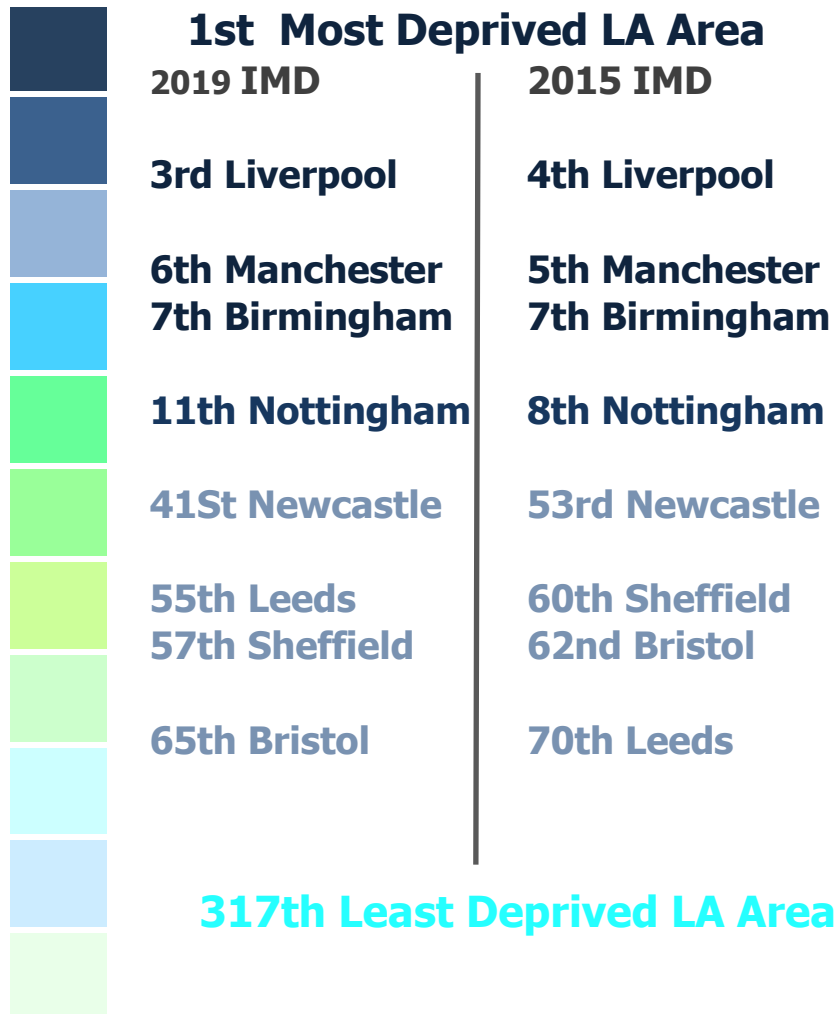 1st Most Deprived LA Area
2019 IMD
3rd Liverpool
6th Manchester
7th Birmingham
11th Nottingham
41St Newcastle
55th Leeds
57th Sheffield
65th Bristol
2015 IMD
4th Liverpool
5th Manchester
7th Birmingham
8th Nottingham
53rd Newcastle
60th Sheffield
62nd Bristol
70th Leeds
317th Least Deprived LA Area